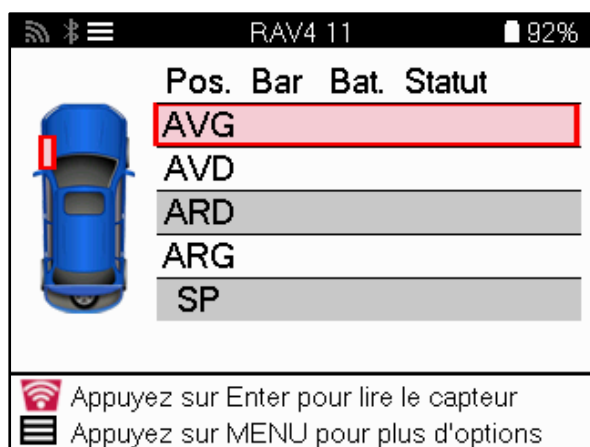 RAV4 11 92%
Pos. Bar Bat. Statut
AVG
AVD
ARD
ARG
SP
Appuyez sur Enter pour lire le capteur
Appuyez sur MENU pour plus d'options